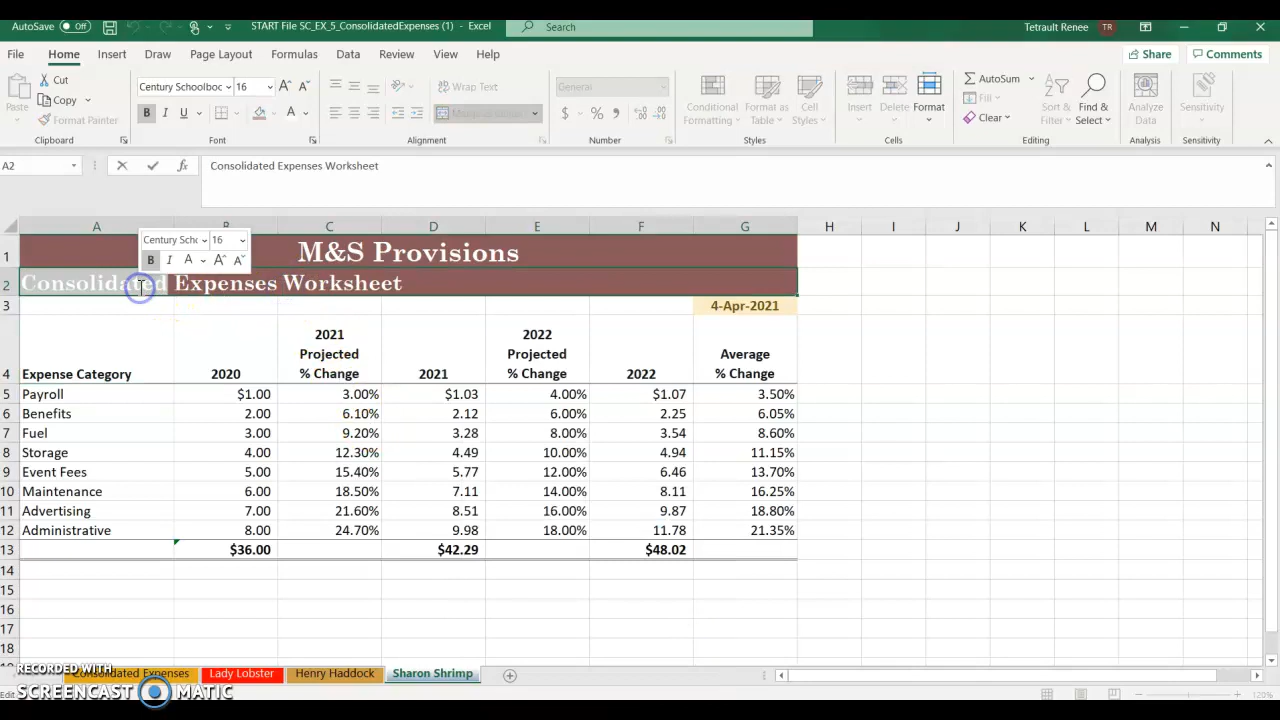 AutoSave Off START File SC_EX_5_ConsolidatedExpenses (1) - Excel Search Tetrault Renee TR
File Home Insert Draw Page Layout Formulas Data Review View Help Share Comments
Paste Cut Copy Format Painter Clipboard
Century Schoolboc 16 B I U Font
Wrap Text Alignment
General $ % Number
Conditional Formatting Format as Table Cell Styles Styles
Insert Delete Format Cells
AutoSum Fill Clear Sort & Filter Find & Select Editing
Analyze Data Analysis
Sensitivity Sensitivity
A2 fx Consolidated Expenses Worksheet
A B C D E F G H I J K L M N
Century Scho 16
B I A A A
1 M&S Provisions
2 Consolidated Expenses Worksheet
3 4-Apr-2021
4 Expense Category 2020 2021 Projected % Change 2021 2022 Projected % Change 2022 Average % Change
5 Payroll $1.00 3.00% $1.03 4.00% $1.07 3.50%
6 Benefits 2.00 6.10% 2.12 6.00% 2.25 6.05%
7 Fuel 3.00 9.20% 3.28 8.00% 3.54 8.60%
8 Storage 4.00 12.30% 4.49 10.00% 4.94 11.15%
9 Event Fees 5.00 15.40% 5.77 12.00% 6.46 13.70%
10 Maintenance 6.00 18.50% 7.11 14.00% 8.11 16.25%
11 Advertising 7.00 21.60% 8.51 16.00% 9.87 18.80%
12 Administrative 8.00 24.70% 9.98 18.00% 11.78 21.35%
13 $36.00 $42.29 $48.02
14
15
16
17
18
RECORDED WITH
Consolidated Expenses Lady Lobster Henry Haddock Sharon Shrimp
SCREENCAST MATIC
120%